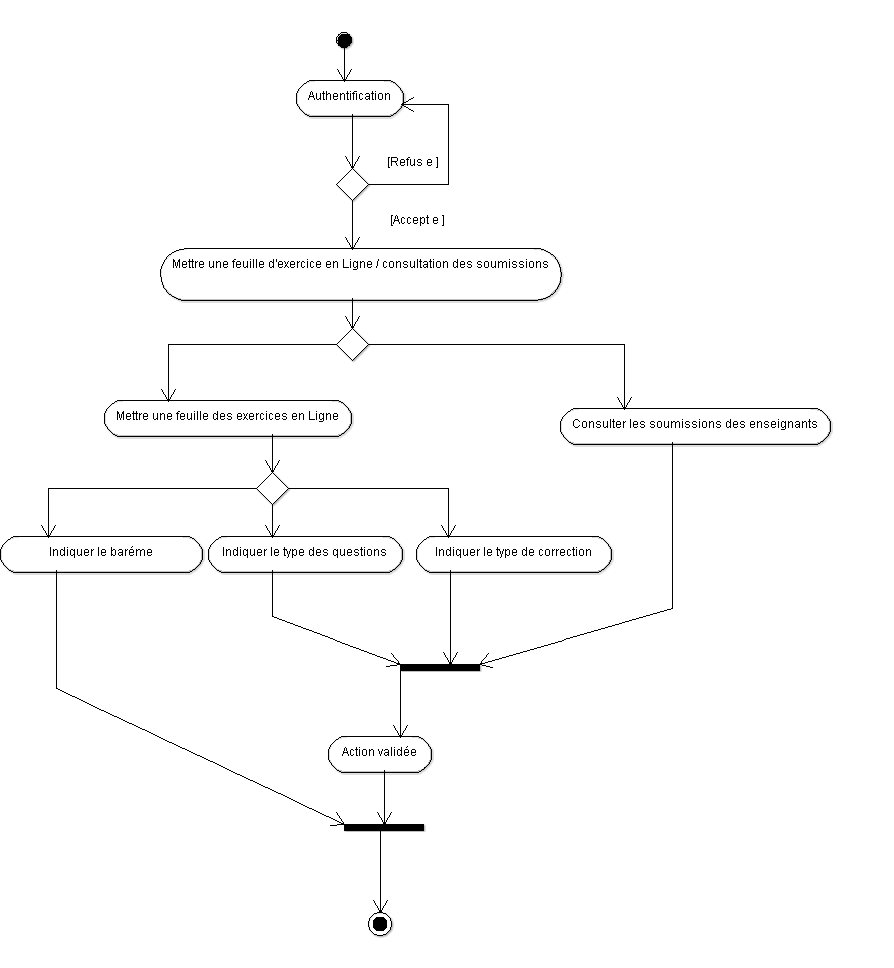 Authentification
[Refus e ]
[Accept e ]
Mettre une feuille d'exercice en Ligne / consultation des soumissions
Mettre une feuille des exercices en Ligne
Consulter les soumissions des enseignants
Indiquer le baréme
Indiquer le type des questions
Indiquer le type de correction
Action validée